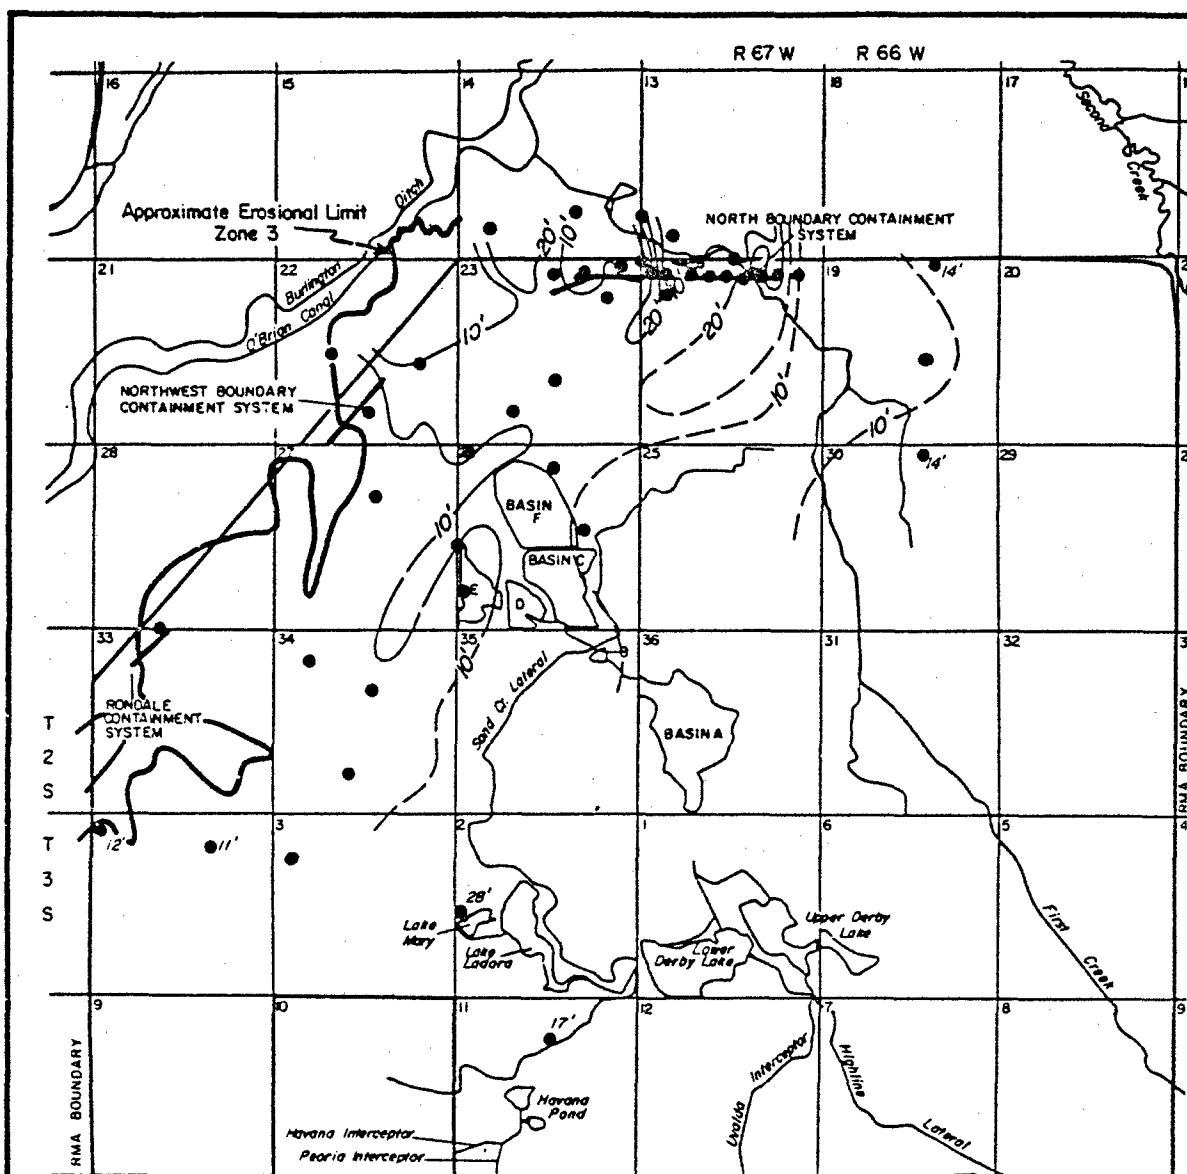 R 67 W R 66 W
16 15 14 13 18 17
Second
Creek
Ditch
Approximate Erosional Limit
Zone 3
NORTH BOUNDARY CONTAINMENT
SYSTEM
20' 10'
21 22 23 19 20
14'
Burlington
O'Brian Canal
20' 20'
10' 10'
NORTHWEST BOUNDARY
CONTAINMENT SYSTEM
10'
28 27 26 25 30 29
14'
BASIN
F
10'
BASIN C
E
D
33 34 35 36 31 32
B
10'
Sand Cr. Lateral
RONDALE
CONTAINMENT
SYSTEM
BASIN A
RMA BOUNDARY
T
2
S
T
3
S
3 2 1 6 5 4
12' 11'
28'
Lake
Mary
Lake
Ladora
Lower
Derby Lake
Upper Derby
Lake
First
Creek
9 10 11 12 7 8 9
17'
RMA BOUNDARY
Havana
Pond
Havana Interceptor
Peoria Interceptor
Uvalda Interceptor
Highline
Lateral